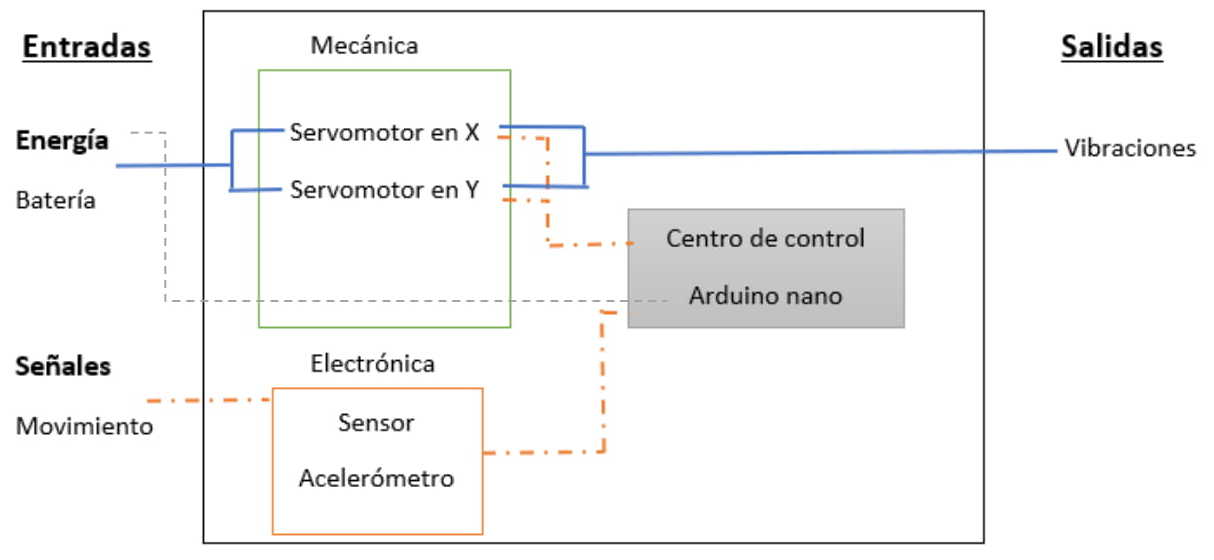 Entradas
Salidas
Mecánica
Energía
Batería
Servomotor en X
Servomotor en Y
Vibraciones
Centro de control
Arduino nano
Señales
Movimiento
Electrónica
Sensor
Acelerómetro